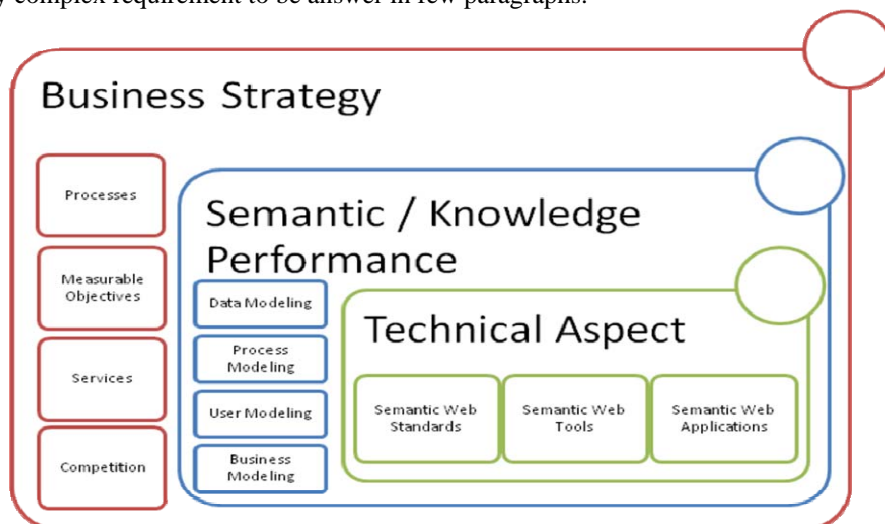 complex requirement to be answer in few paragraphs.
Business Strategy
Processes
Measurable
Objectives
Services
Competition
Semantic / Knowledge
Performance
Data Modeling
Process
Modeling
User Modeling
Business
Modeling
Technical Aspect
Semantic Web
Standards
Semantic Web
Tools
Semantic Web
Applications